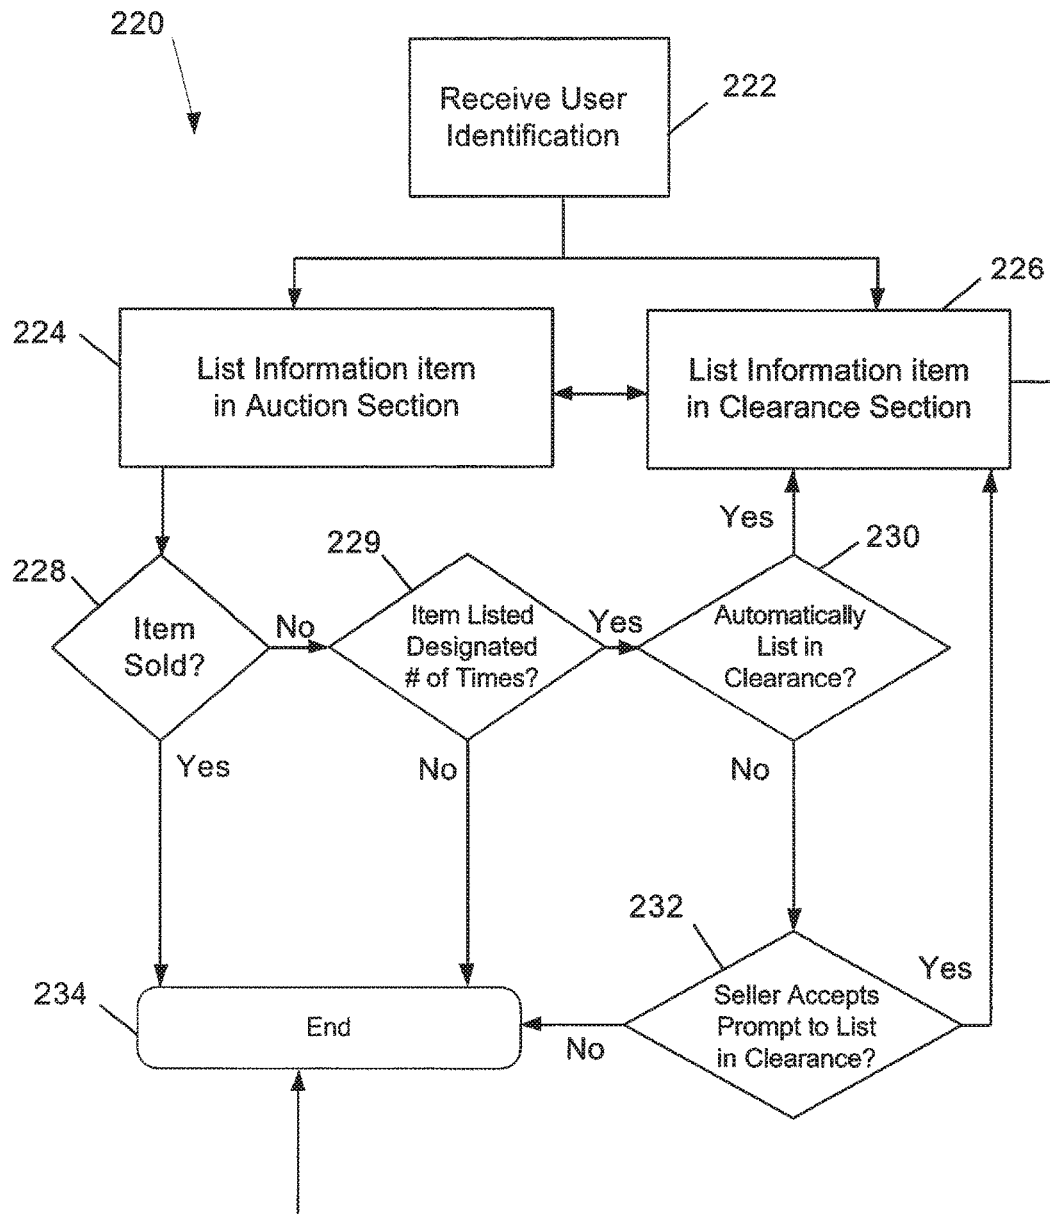 220
Receive User
Identification
222
226
224
List Information item
in Auction Section
List Information item
in Clearance Section
Yes
228
229
230
Item
Sold?
No
Item Listed
Designated
# of Times?
Yes
Automatically
List in
Clearance?
Yes
No
No
232
Yes
234
End
No
Seller Accepts
Prompt to List
in Clearance?